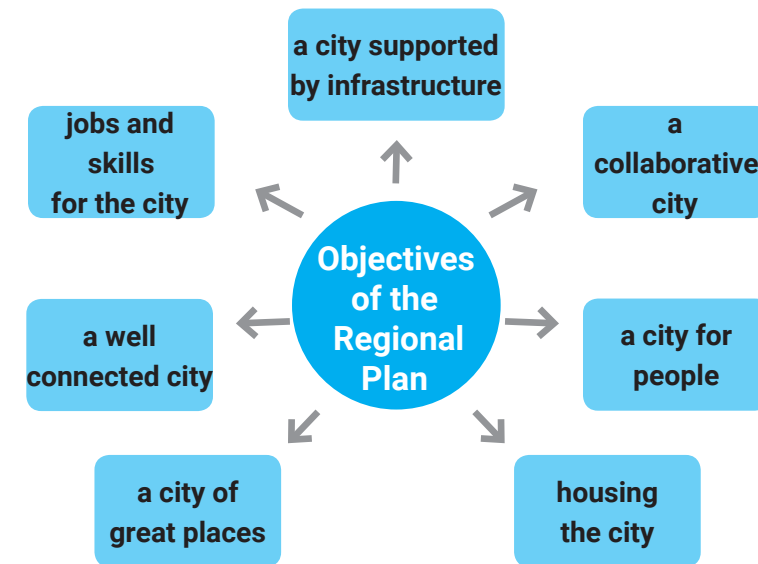 a city supported
by infrastructure
jobs and
skills
for the city
a
collaborative
city
Objectives
of the
Regional
Plan
a well
connected city
a city for
people
a city of
great places
housing
the city